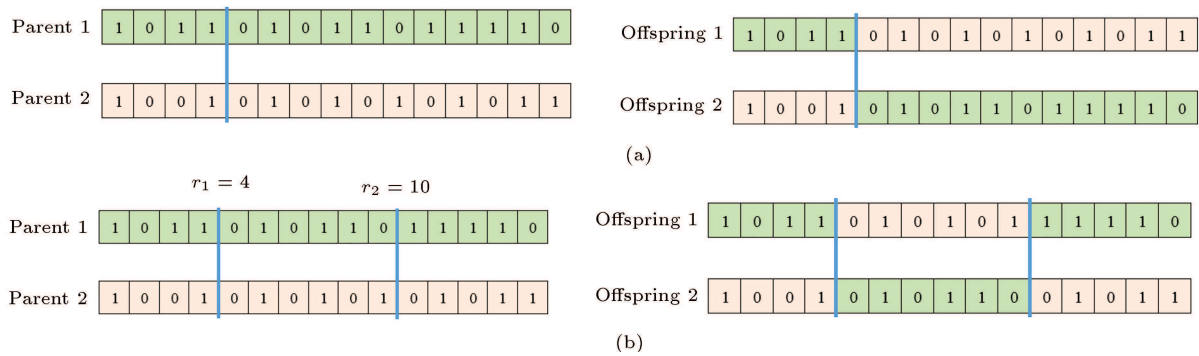 Parent 1 1 0 1 1 0 1 0 1 1 0 1 1 1 1 0
Parent 2 1 0 0 1 0 1 0 1 0 1 0 1 0 1 1
Offspring 1 1 0 1 1 0 1 0 1 0 1 0 1 0 1 1
Offspring 2 1 0 0 1 0 1 0 1 1 0 1 1 1 1 0
(a)
r₁ = 4 r₂ = 10
Parent 1 1 0 1 1 0 1 0 1 1 0 1 1 1 1 0
Parent 2 1 0 0 1 0 1 0 1 0 1 0 1 0 1 1
Offspring 1 1 0 1 1 0 1 0 1 0 1 1 1 1 1 0
Offspring 2 1 0 0 1 0 1 0 1 1 0 0 1 0 1 1
(b)